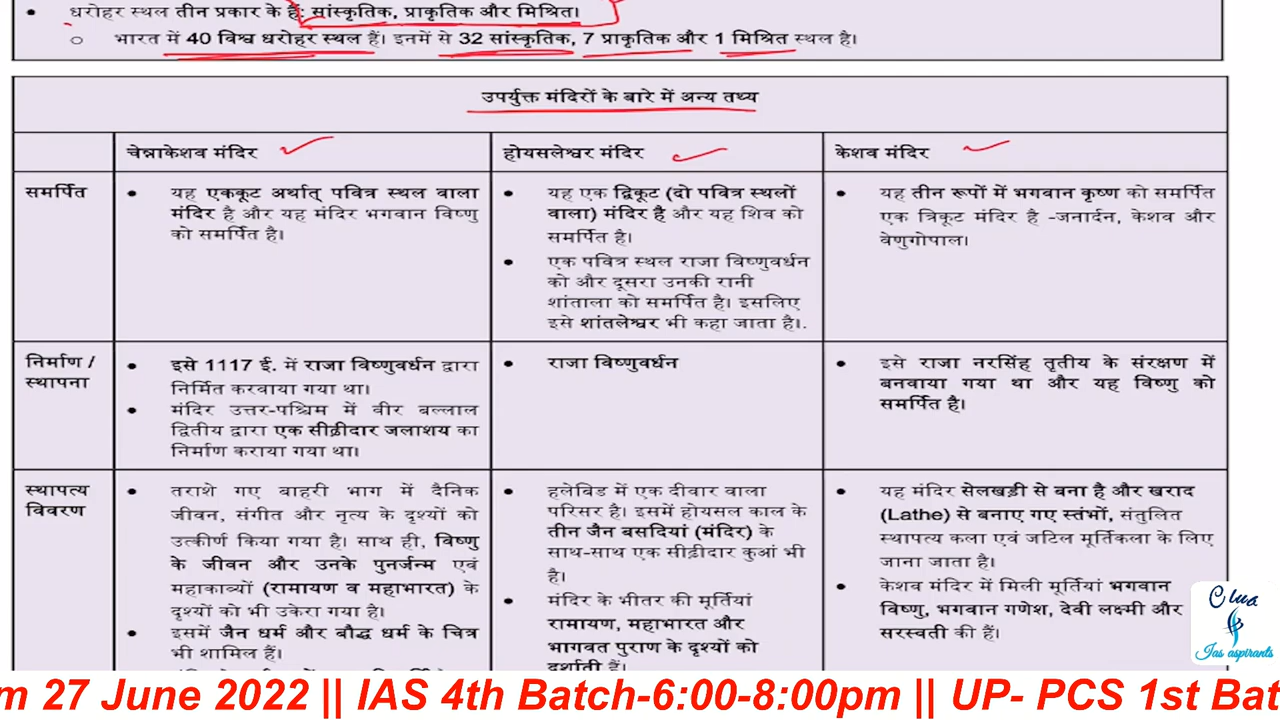 धरोहर स्थल तीन प्रकार के हैं: सांस्कृतिक, प्राकृतिक और मिश्रित।
भारत में 40 विश्व धरोहर स्थल हैं। इनमें से 32 सांस्कृतिक, 7 प्राकृतिक और 1 मिश्रित स्थल है।
उपर्युक्त मंदिरों के बारे में अन्य तथ्य
चेन्नाकेशव मंदिर
होयसलेश्वर मंदिर
केशव मंदिर
समर्पित
यह एककूट अर्थात् पवित्र स्थल वाला
मंदिर है और यह मंदिर भगवान विष्णु
को समर्पित है।
यह एक द्विकूट (दो पवित्र स्थलों
वाला) मंदिर है और यह शिव को
समर्पित है।
एक पवित्र स्थल राजा विष्णुवर्धन
को और दूसरा उनकी रानी
शांताला को समर्पित है। इसलिए
इसे शांतलेश्वर भी कहा जाता है।.
यह तीन रूपों में भगवान कृष्ण को समर्पित
एक त्रिकूट मंदिर है -जनार्दन, केशव और
वेणुगोपाल।
निर्माण /
स्थापना
इसे 1117 ई. में राजा विष्णुवर्धन द्वारा
निर्मित करवाया गया था।
मंदिर उत्तर-पश्चिम में वीर बल्लाल
द्वितीय द्वारा एक सीढ़ीदार जलाशय का
निर्माण कराया गया था।
राजा विष्णुवर्धन
इसे राजा नरसिंह तृतीय के संरक्षण में
बनवाया गया था और यह विष्णु को
समर्पित है।
स्थापत्य
विवरण
तराशे गए बाहरी भाग में दैनिक
जीवन, संगीत और नृत्य के दृश्यों को
उत्कीर्ण किया गया है। साथ ही, विष्णु
के जीवन और उनके पुनर्जन्म एवं
महाकाव्यों (रामायण व महाभारत) के
दृश्यों को भी उकेरा गया है।
इसमें जैन धर्म और बौद्ध धर्म के चित्र
भी शामिल हैं।
हलेबिड में एक दीवार वाला
परिसर है। इसमें होयसल काल के
तीन जैन बसदियां (मंदिर) के
साथ-साथ एक सीढ़ीदार कुआं भी
है।
मंदिर के भीतर की मूर्तियां
रामायण, महाभारत और
भागवत पुराण के दृश्यों को
दर्शाती हैं।
यह मंदिर सेलखड़ी से बना है और खराद
(Lathe) से बनाए गए स्तंभों, संतुलित
स्थापत्य कला एवं जटिल मूर्तिकला के लिए
जाना जाता है।
केशव मंदिर में मिली मूर्तियां भगवान
विष्णु, भगवान गणेश, देवी लक्ष्मी और
सरस्वती की हैं।
Ias aspirants
m 27 June 2022 || IAS 4th Batch-6:00-8:00pm || UP- PCS 1st Bat